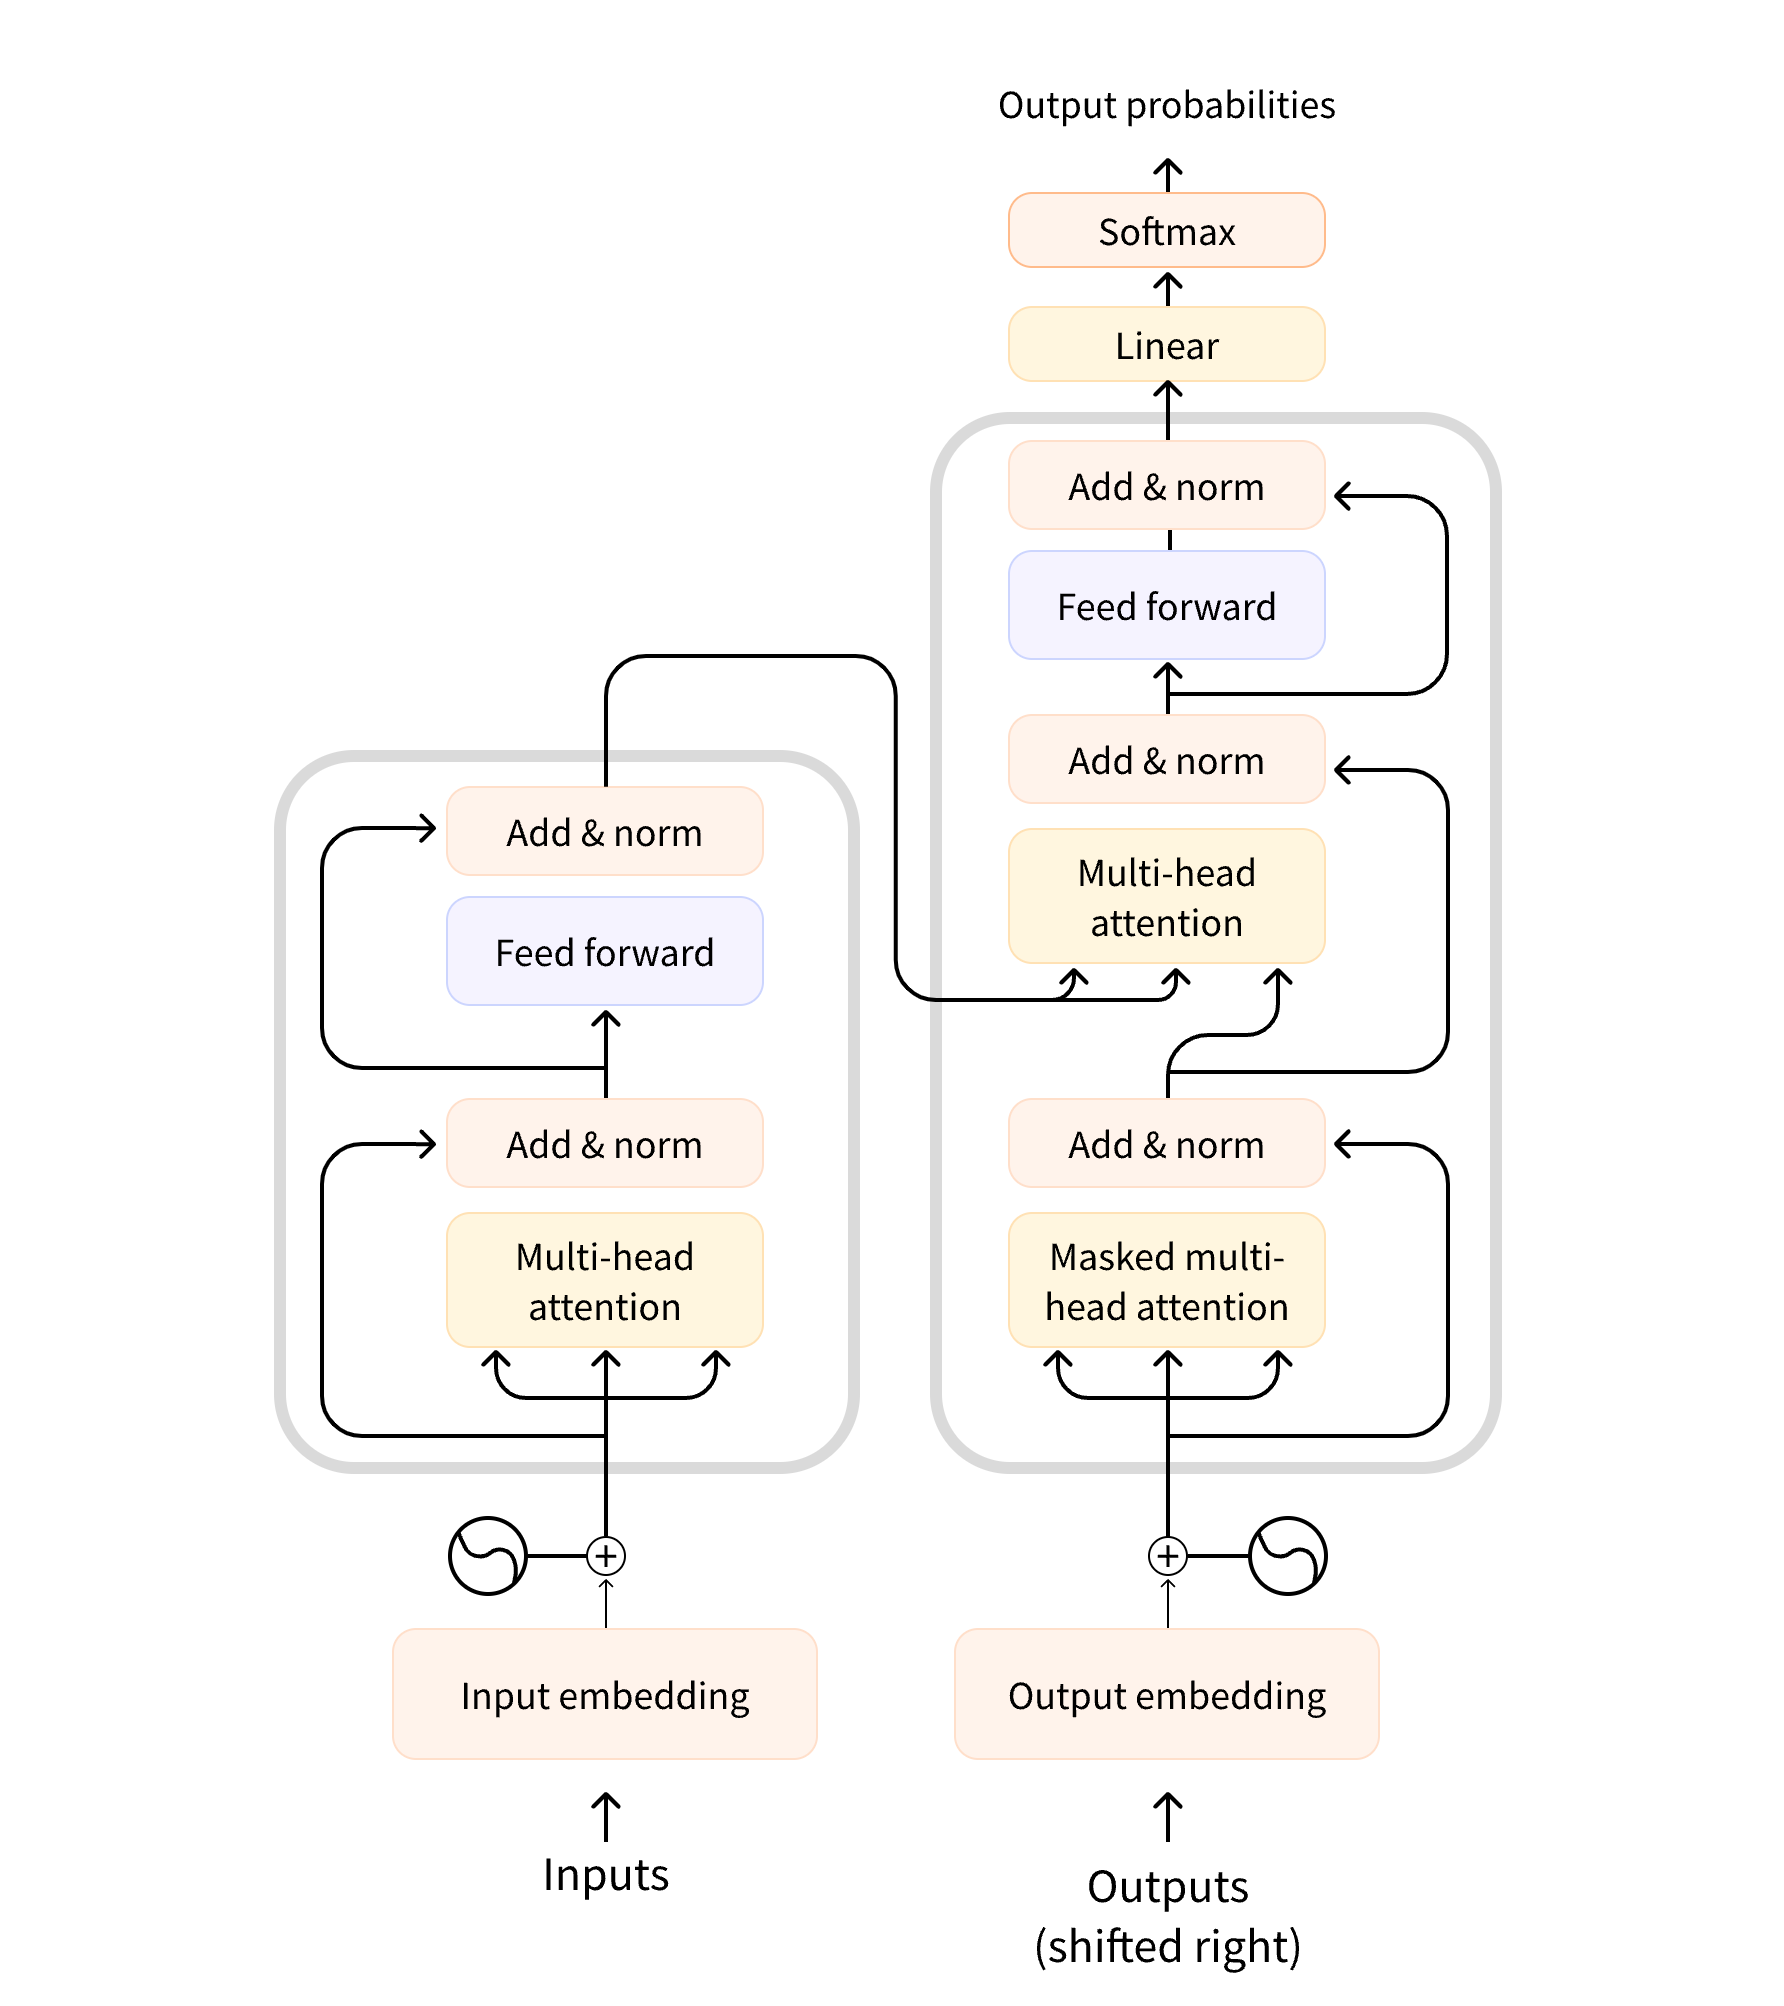 Output probabilities
Softmax
Linear
Add & norm
Feed forward
Add & norm
Multi-head
attention
Add & norm
Masked multi-
head attention
Add & norm
Feed forward
Add & norm
Multi-head
attention
+
+
Input embedding
Output embedding
Inputs
Outputs
(shifted right)